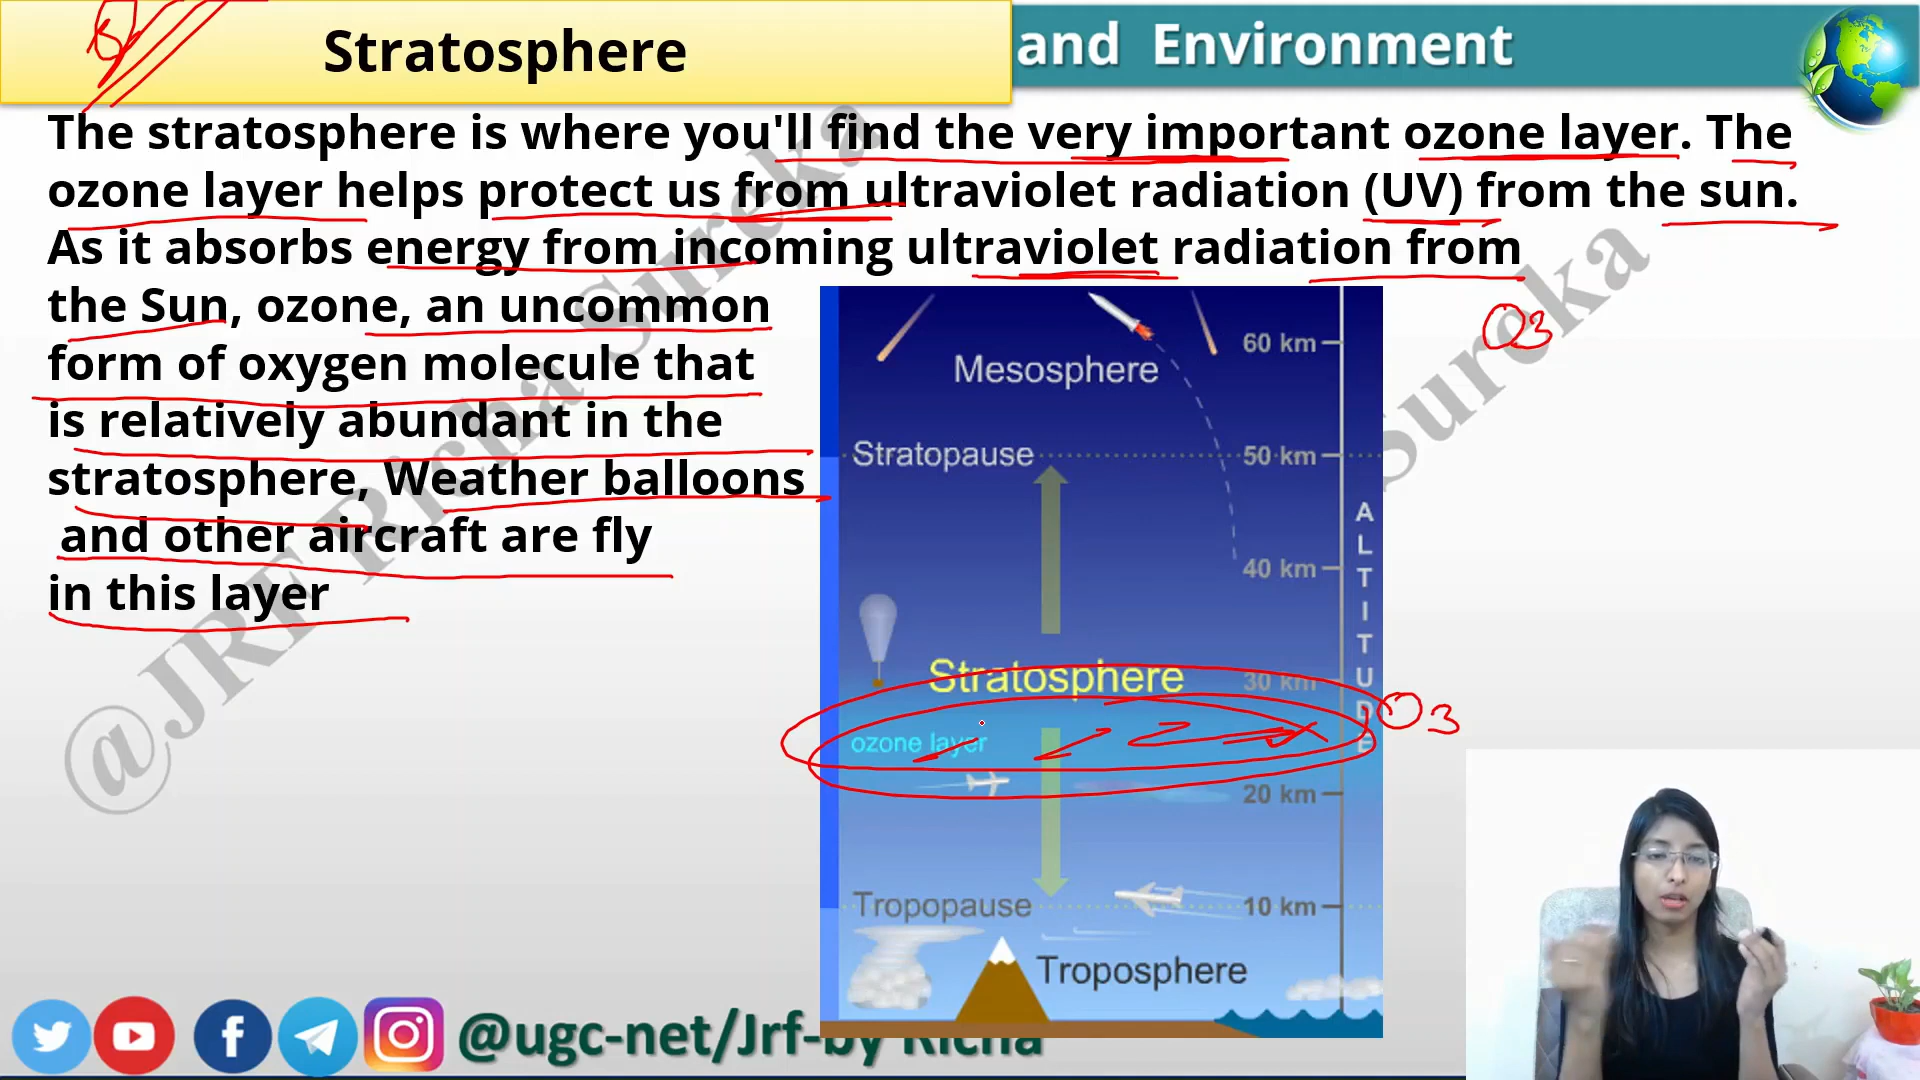 Stratosphere
and Environment
The stratosphere is where you'll find the very important ozone layer. The
ozone layer helps protect us from ultraviolet radiation (UV) from the sun.
As it absorbs energy from incoming ultraviolet radiation from
the Sun, ozone, an uncommon
form of oxygen molecule that
is relatively abundant in the
stratosphere, Weather balloons
and other aircraft are fly
in this layer
O3
60 km
Mesosphere
Stratopause
50 km
ALTITUDE
40 km
Stratosphere
30 km
O3
ozone layer
20 km
Tropopause
10 km
Troposphere
@JRF Richa Sureka
Sureka
@ugc-net/Jrf-by Richa